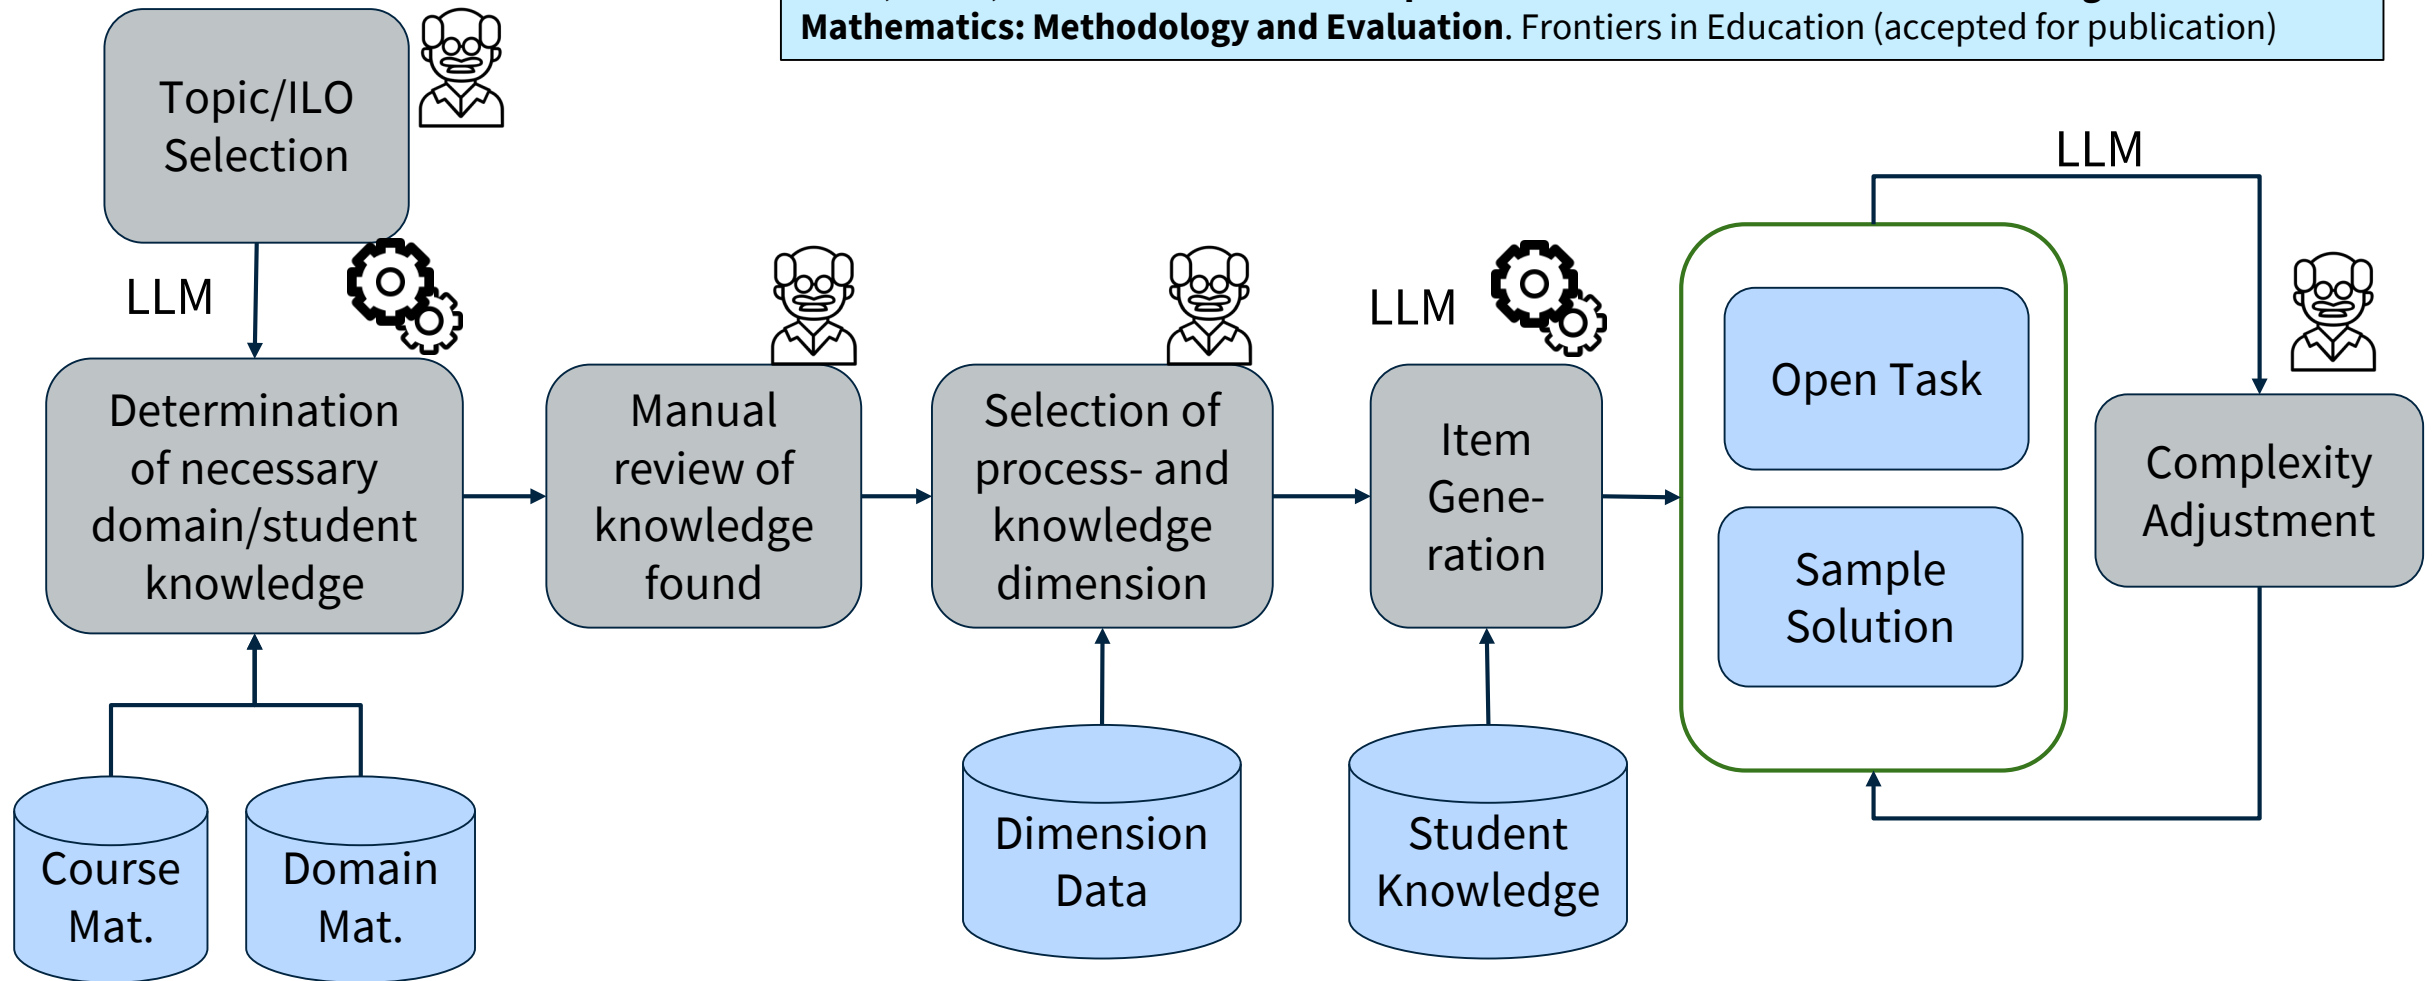 Mathematics: Methodology and Evaluation. Frontiers in Education (accepted for publication)
Topic/ILO
Selection
LLM
LLM
LLM
Determination
of necessary
domain/student
knowledge
Manual
review of
knowledge
found
Selection of
process- and
knowledge
dimension
Item
Gene-
ration
Open Task
Sample
Solution
Complexity
Adjustment
Course
Mat.
Domain
Mat.
Dimension
Data
Student
Knowledge